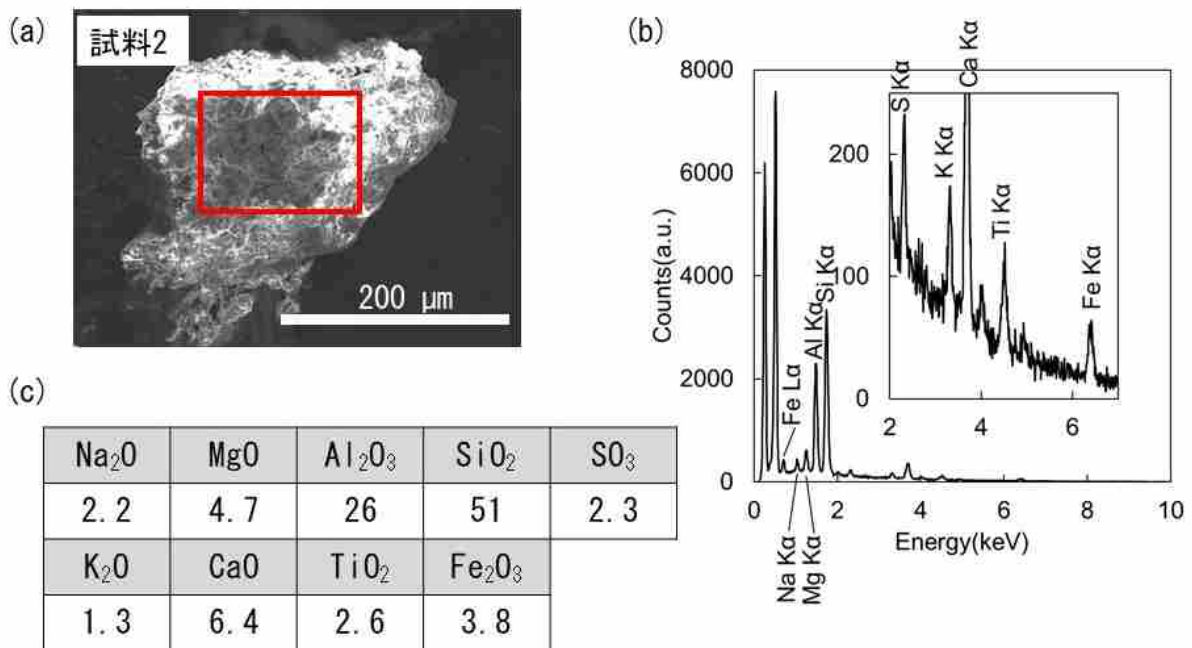 (a)
試料2
200 μm
(b)
8000
6000
4000
2000
0
0
2
4
6
8
10
Counts(a.u.)
Energy(keV)
Fe Lα
Na Kα
Mg Kα
Al Kα
Si Kα
200
100
0
2
4
6
S Kα
K Kα
Ca Kα
Ti Kα
Fe Kα
(c)
Na₂O MgO Al₂O₃ SiO₂ SO₃
2.2 4.7 26 51 2.3
K₂O CaO TiO₂ Fe₂O₃
1.3 6.4 2.6 3.8